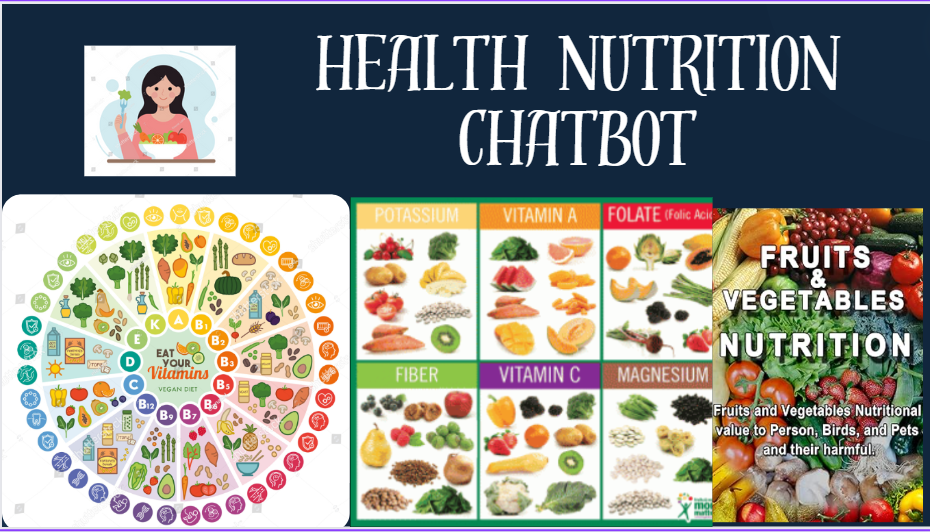 HEALTH NUTRITION
CHATBOT
POTASSIUM
VITAMIN A
FOLATE (Folic Acid
FIBER
VITAMIN C
MAGNESIUM
K
A
B1
B2
B3
B5
B6
B7
B9
B12
C
D
E
EAT
YOUR
Vitamins
VEGAN DIET
TOFU
FRUITS
&
VEGETABLES
NUTRITION
Fruits and Vegetables Nutritional
value to Person, Birds, and Pets
and their harmful.